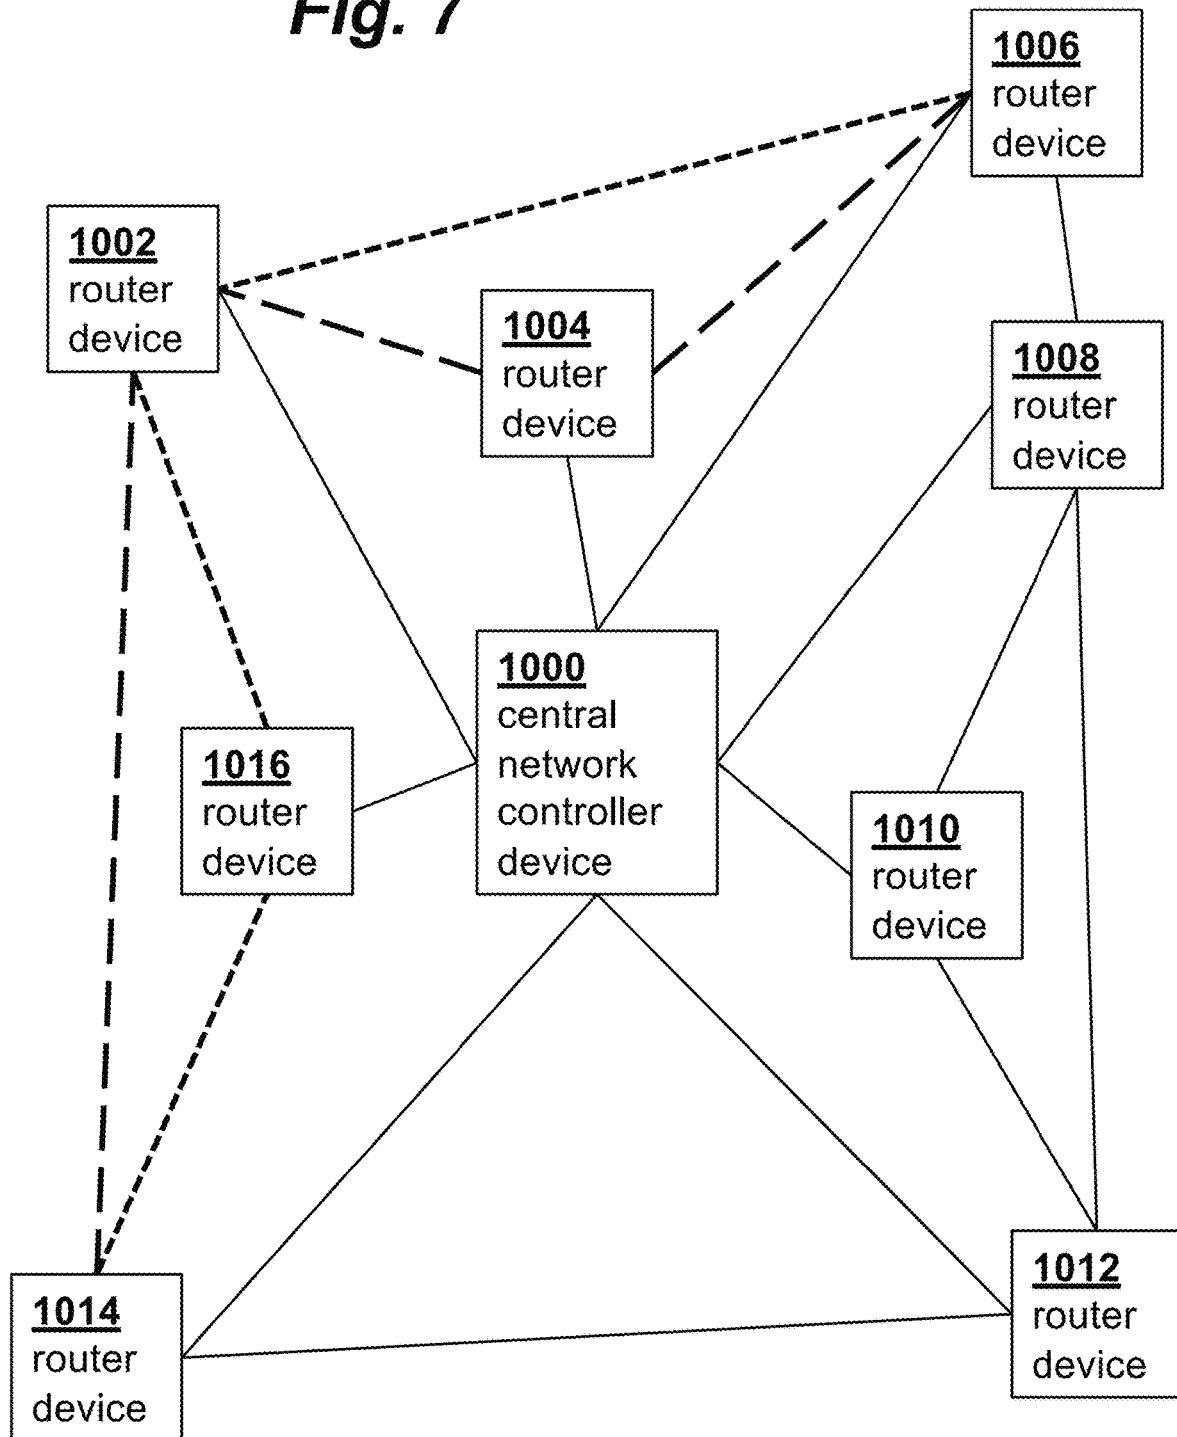 Fig. 7
1006
router
device
1002
router
device
1004
router
device
1008
router
device
1000
central
network
controller
device
1016
router
device
1010
router
device
1012
router
device
1014
router
device